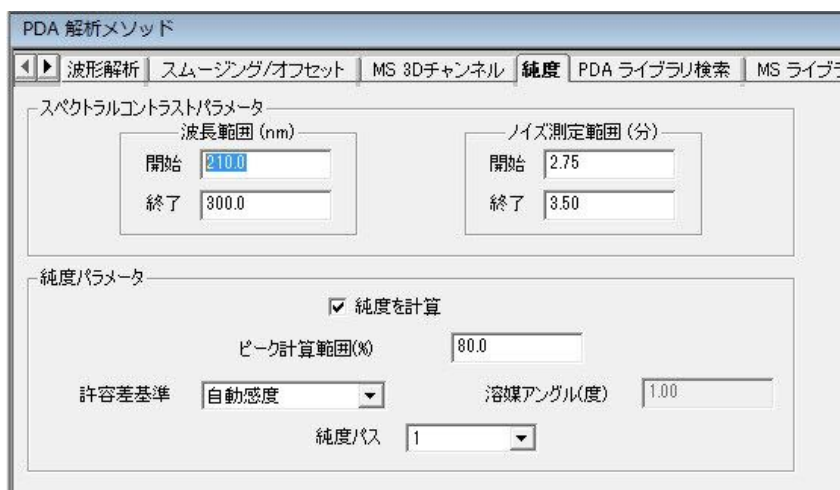 PDA 解析メソッド
波形解析 スムージング/オフセット MS 3Dチャンネル 純度 PDA ライブラリ検索 MS ライブラ
スペクトラルコントラストパラメータ
波長範囲 (nm)
開始 210.0
終了 300.0
ノイズ測定範囲 (分)
開始 2.75
終了 3.50
純度パラメータ
純度を計算
ピーク計算範囲(%) 80.0
許容差基準 自動感度 溶媒アングル(度) 1.00
純度パス 1